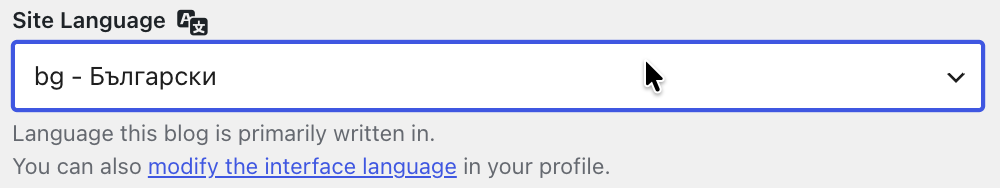 Site Language
bg - Български
Language this blog is primarily written in.
You can also modify the interface language in your profile.